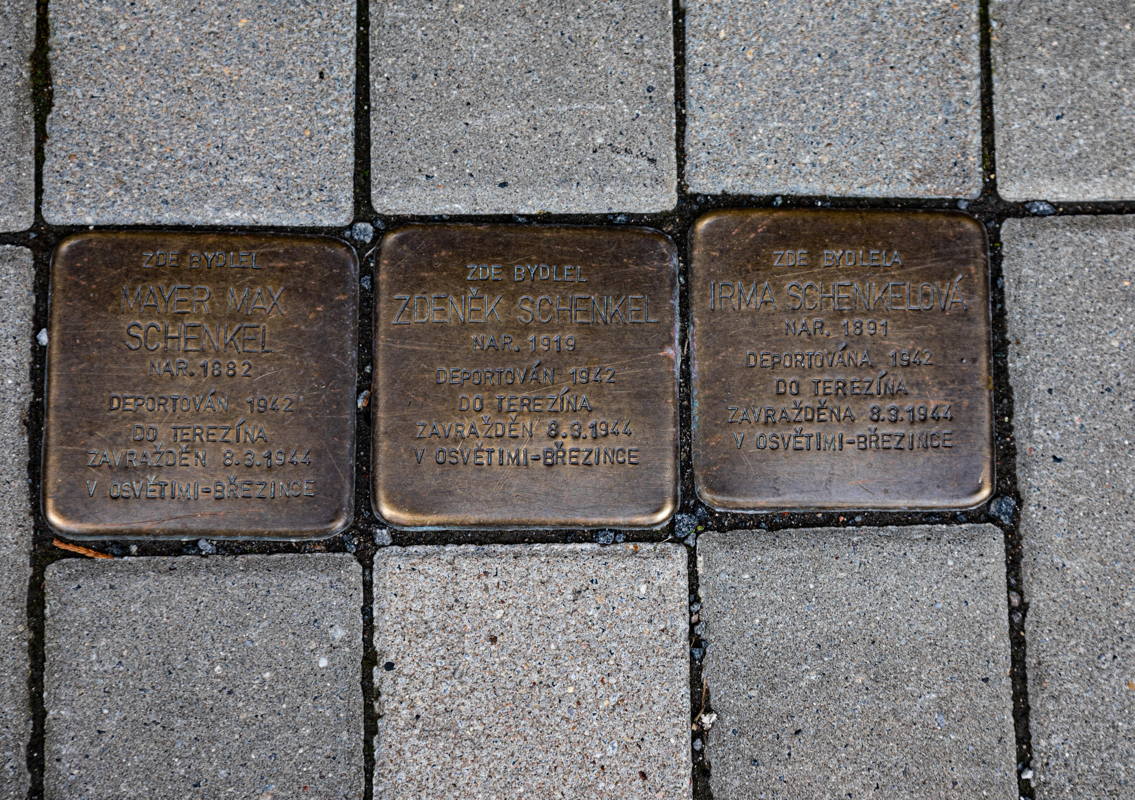 ZDE BYDLEL
MAYER MAX
SCHENKEL
NAR. 1882
DEPORTOVÁN 1942
DO TEREZÍNA
ZAVRAŽDĚN 8.3.1944
V OSVĚTIMI-BŘEZINCE
ZDE BYDLEL
ZDENĚK SCHENKEL
NAR. 1919
DEPORTOVÁN 1942
DO TEREZÍNA
ZAVRAŽDĚN 8.3.1944
V OSVĚTIMI-BŘEZINCE
ZDE BYDLELA
IRMA SCHENKELOVÁ
NAR. 1891
DEPORTOVÁNA 1942
DO TEREZÍNA
ZAVRAŽDĚNA 8.3.1944
V OSVĚTIMI-BŘEZINCE